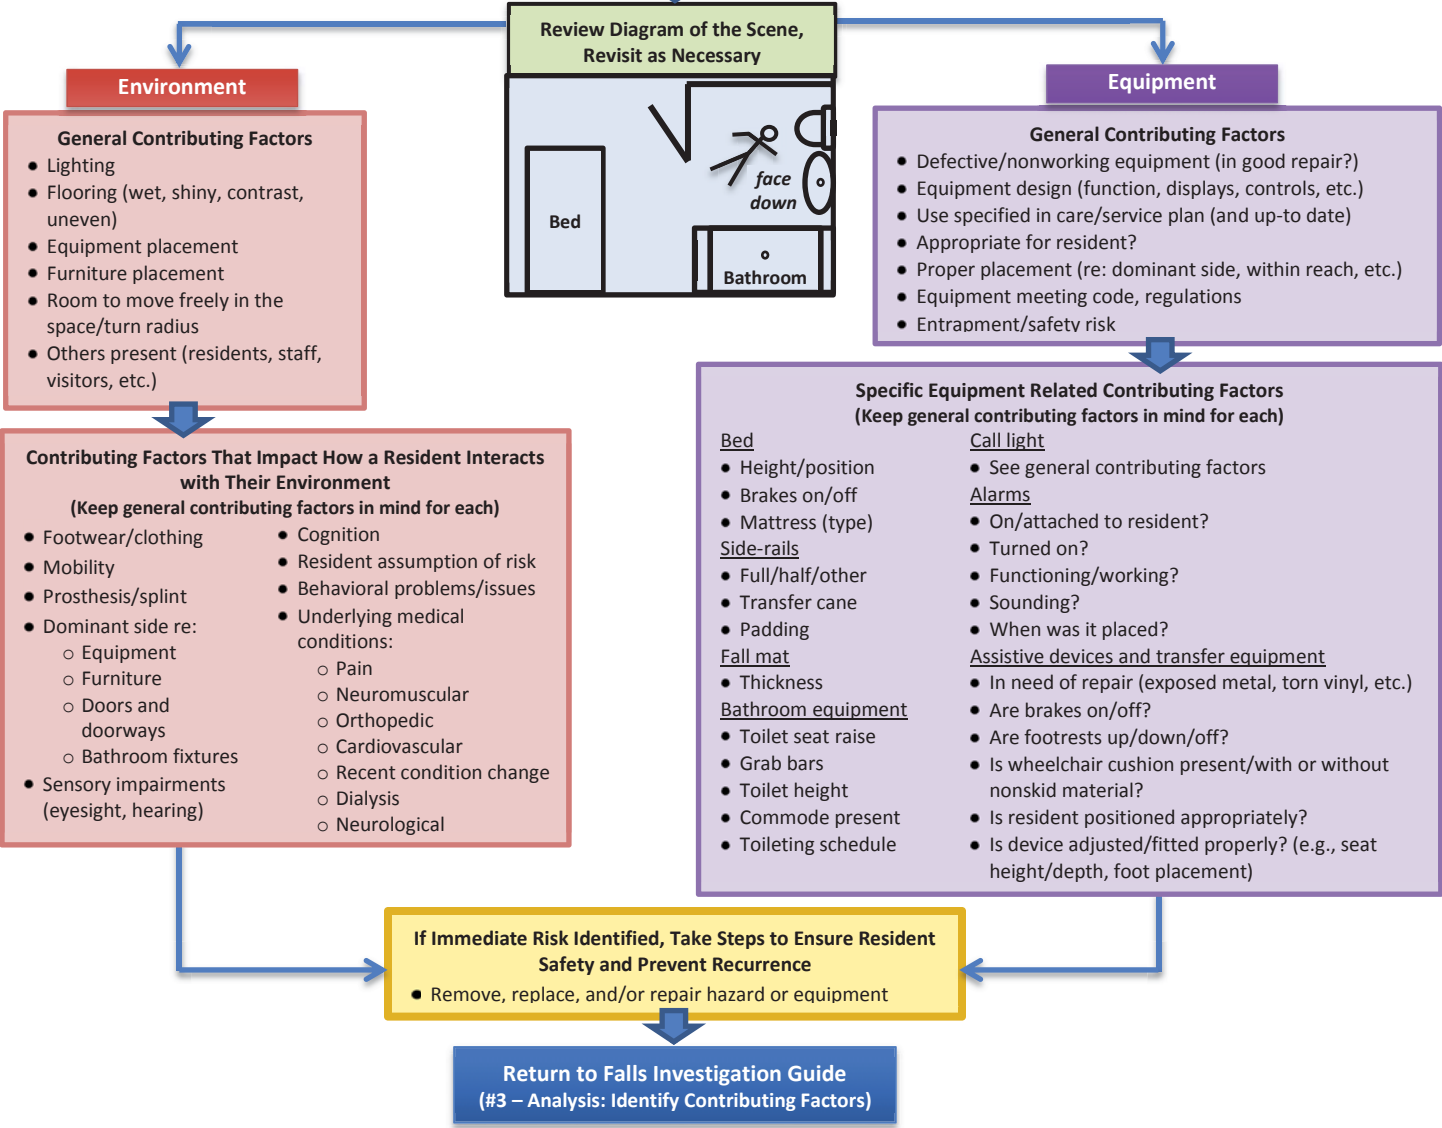 Review Diagram of the Scene,
Revisit as Necessary
face
down
Bed
Bathroom
Environment
General Contributing Factors
● Lighting
● Flooring (wet, shiny, contrast,
uneven)
● Equipment placement
● Furniture placement
● Room to move freely in the
space/turn radius
● Others present (residents, staff,
visitors, etc.)
Contributing Factors That Impact How a Resident Interacts
with Their Environment
(Keep general contributing factors in mind for each)
● Footwear/clothing
● Mobility
● Prosthesis/splint
● Dominant side re:
○ Equipment
○ Furniture
○ Doors and
doorways
○ Bathroom fixtures
● Sensory impairments
(eyesight, hearing)
● Cognition
● Resident assumption of risk
● Behavioral problems/issues
● Underlying medical
conditions:
○ Pain
○ Neuromuscular
○ Orthopedic
○ Cardiovascular
○ Recent condition change
○ Dialysis
○ Neurological
Equipment
General Contributing Factors
● Defective/nonworking equipment (in good repair?)
● Equipment design (function, displays, controls, etc.)
● Use specified in care/service plan (and up-to date)
● Appropriate for resident?
● Proper placement (re: dominant side, within reach, etc.)
● Equipment meeting code, regulations
● Entrapment/safety risk
Specific Equipment Related Contributing Factors
(Keep general contributing factors in mind for each)
Bed
● Height/position
● Brakes on/off
● Mattress (type)
Side-rails
● Full/half/other
● Transfer cane
● Padding
Fall mat
● Thickness
Bathroom equipment
● Toilet seat raise
● Grab bars
● Toilet height
● Commode present
● Toileting schedule
Call light
● See general contributing factors
Alarms
● On/attached to resident?
● Turned on?
● Functioning/working?
● Sounding?
● When was it placed?
Assistive devices and transfer equipment
● In need of repair (exposed metal, torn vinyl, etc.)
● Are brakes on/off?
● Are footrests up/down/off?
● Is wheelchair cushion present/with or without
nonskid material?
● Is resident positioned appropriately?
● Is device adjusted/fitted properly? (e.g., seat
height/depth, foot placement)
If Immediate Risk Identified, Take Steps to Ensure Resident
Safety and Prevent Recurrence
● Remove, replace, and/or repair hazard or equipment
Return to Falls Investigation Guide
(#3 – Analysis: Identify Contributing Factors)